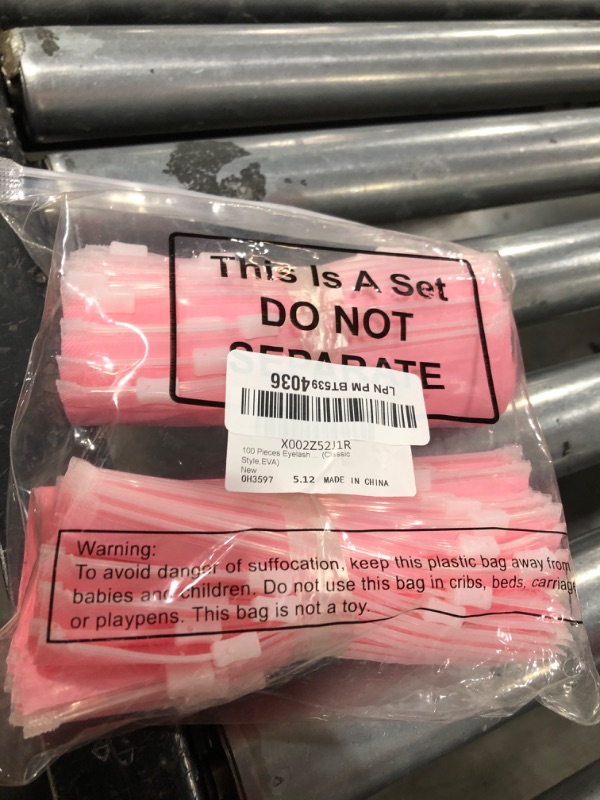 This Is A Set
DO NOT
SEPARATE
LPN PM BT5394036
X002Z52J1R
100 Pieces Eyelash ... (Classic
Style,EVA)
New
0H3597 5.12 MADE IN CHINA
Warning:
To avoid danger of suffocation, keep this plastic bag away from
babies and children. Do not use this bag in cribs, beds, carriage
or playpens. This bag is not a toy.